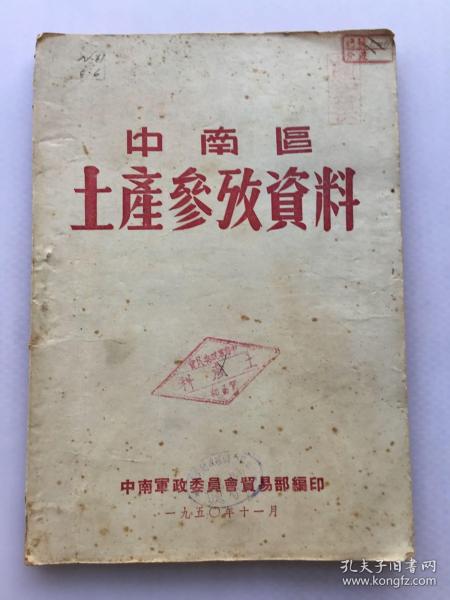 中南區
土產參攷資料
中南軍政委員會貿易部編印
一九五〇年十一月
孔夫子旧书网
www.kongfz.com